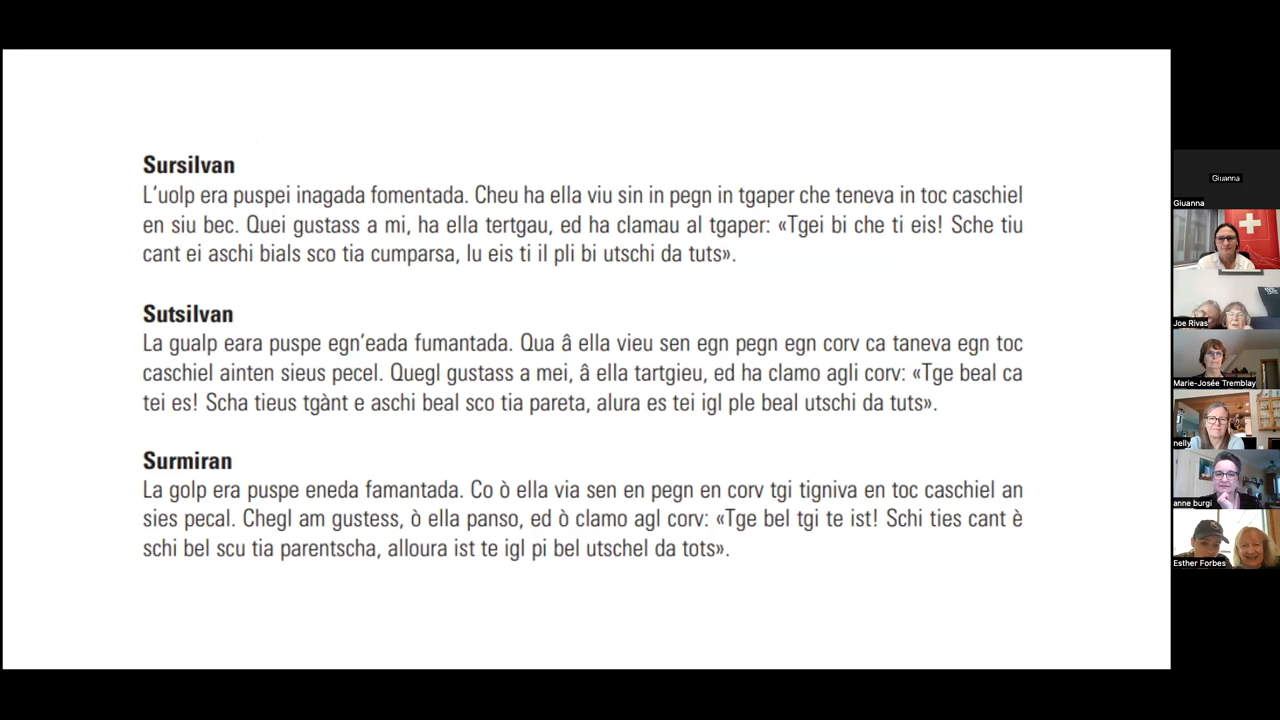 Sursilvan
L'uolp era puspei inagada fomentada. Cheu ha ella viu sin in pegn in tgaper che teneva in toc caschiel
en siu bec. Quei gustass a mi, ha ella tertgau, ed ha clamau al tgaper: «Tgei bi che ti eis! Sche tiu
cant ei aschi bials sco tia cumparsa, lu eis ti il pli bi utschi da tuts».
Sutsilvan
La gualp eara puspe egn'eada fumantada. Qua â ella vieu sen egn pegn egn corv ca taneva egn toc
caschiel ainten sieus pecel. Quegl gustass a mei, â ella tartgieu, ed ha clamo agli corv: «Tge beal ca
tei es! Scha tieus tgànt e aschi beal sco tia pareta, alura es tei igl ple beal utschi da tuts».
Surmiran
La golp era puspe eneda famantada. Co ò ella via sen en pegn en corv tgi tigniva en toc caschiel an
sies pecal. Chegl am gustess, ò ella panso, ed ò clamo agl corv: «Tge bel tgi te ist! Schi ties cant è
schi bel scu tia parentscha, alloura ist te igl pi bel utschel da tots».
Giuanna
Giuanna
Joe Rivas
Marie-Josée Tremblay
nelly
anne burgi
Esther Forbes